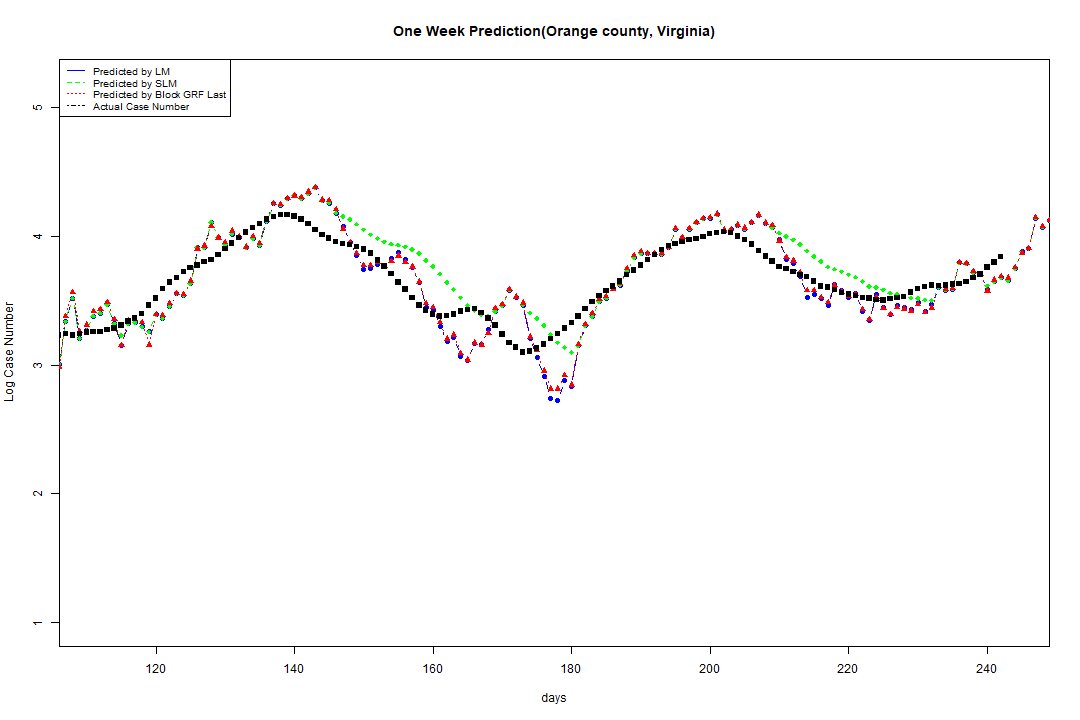 One Week Prediction(Orange county, Virginia)
Predicted by LM
Predicted by SLM
Predicted by Block GRF Last
Actual Case Number
5
4
3
2
1
Log Case Number
120 140 160 180 200 220 240
days